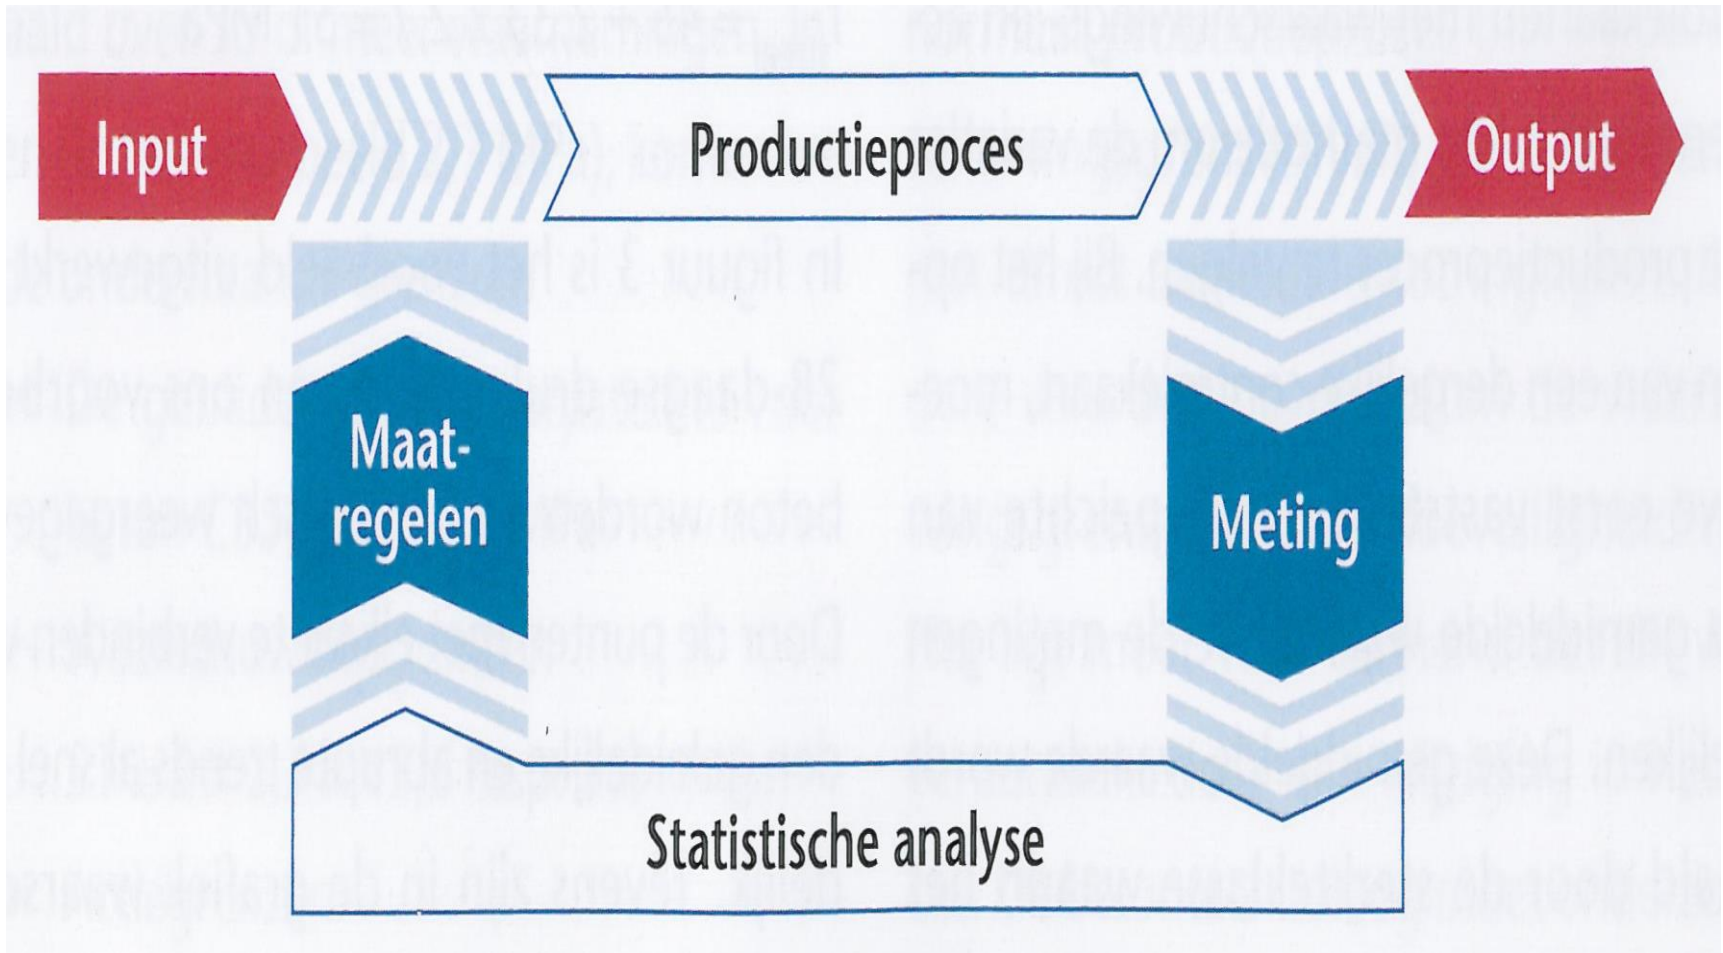 Input
Productieproces
Output
Maat-
regelen
Meting
Statistische analyse